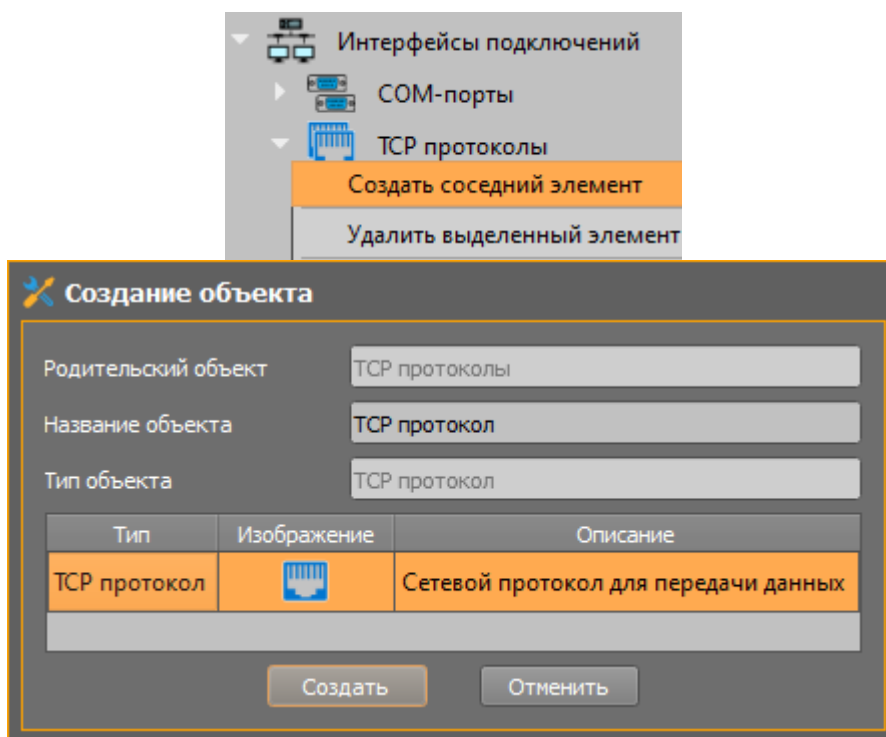 Интерфейсы подключений
COM-порты
TCP протоколы
Создать соседний элемент
Удалить выделенный элемент
Создание объекта
Родительский объект TCP протоколы
Название объекта TCP протокол
Тип объекта TCP протокол
Тип Изображение Описание
TCP протокол Сетевой протокол для передачи данных
Создать Отменить